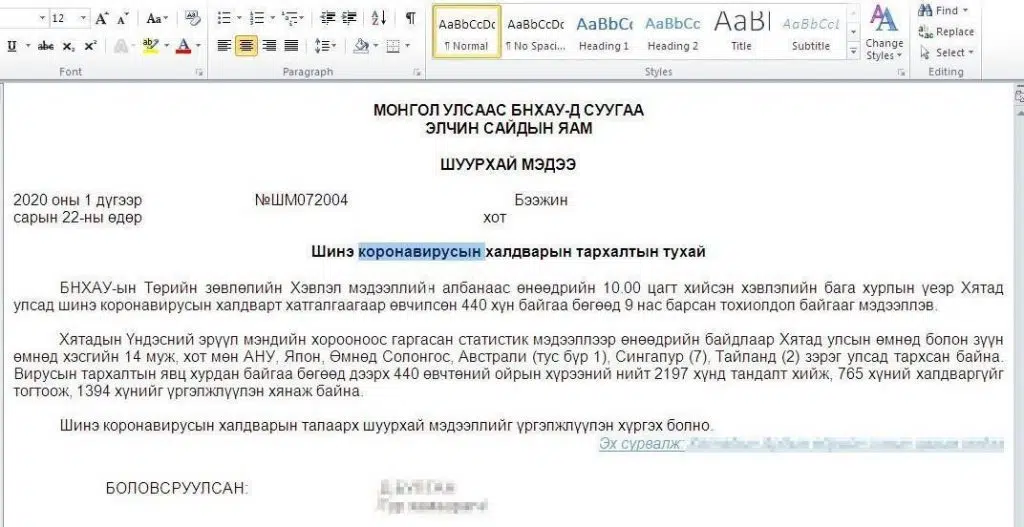 12 A A Aa
AaBbCcDc AaBbCcDc AaBbCc AaBbCc AaBl AaBbCcL
U abc x₂ x² A ab A
¶ Normal ¶ No Spaci... Heading 1 Heading 2 Title Subtitle
Change Styles
Find
Replace
Select
Font Paragraph Styles Editing
МОНГОЛ УЛСААС БНХАУ-Д СУУГАА
ЭЛЧИН САЙДЫН ЯАМ
ШУУРХАЙ МЭДЭЭ
2020 оны 1 дүгээр №ШМ072004 Бээжин
сарын 22-ны өдөр хот
Шинэ коронавирусын халдварын тархалтын тухай
БНХАУ-ын Төрийн зөвлөлийн Хэвлэл мэдээллийн албанаас өнөөдрийн 10.00 цагт хийсэн хэвлэлийн бага хурлын үеэр Хятад
улсад шинэ коронавирусын халдварт хатгалгаагаар өвчилсөн 440 хүн байгаа бөгөөд 9 нас барсан тохиолдол байгааг мэдээллэв.
Хятадын Үндэсний эрүүл мэндийн хорооноос гаргасан статистик мэдээллээр өнөөдрийн байдлаар Хятад улсын өмнөд болон зүүн
өмнөд хэсгийн 14 муж, хот мөн АНУ, Япон, Өмнөд Солонгос, Австрали (тус бүр 1), Сингапур (7), Тайланд (2) зэрэг улсад тархсан байна.
Вирусын тархалтын явц хурдан байгаа бөгөөд дээрх 440 өвчтөний ойрын хүрээний нийт 2197 хүнд тандалт хийж, 765 хүний халдваргүйг
тогтоож, 1394 хүнийг үргэлжлүүлэн хянаж байна.
Шинэ коронавирусын халдварын талаарх шуурхай мэдээллийг үргэлжлүүлэн хүргэх болно.
Эх сурвалж:
БОЛОВСРУУЛСАН: